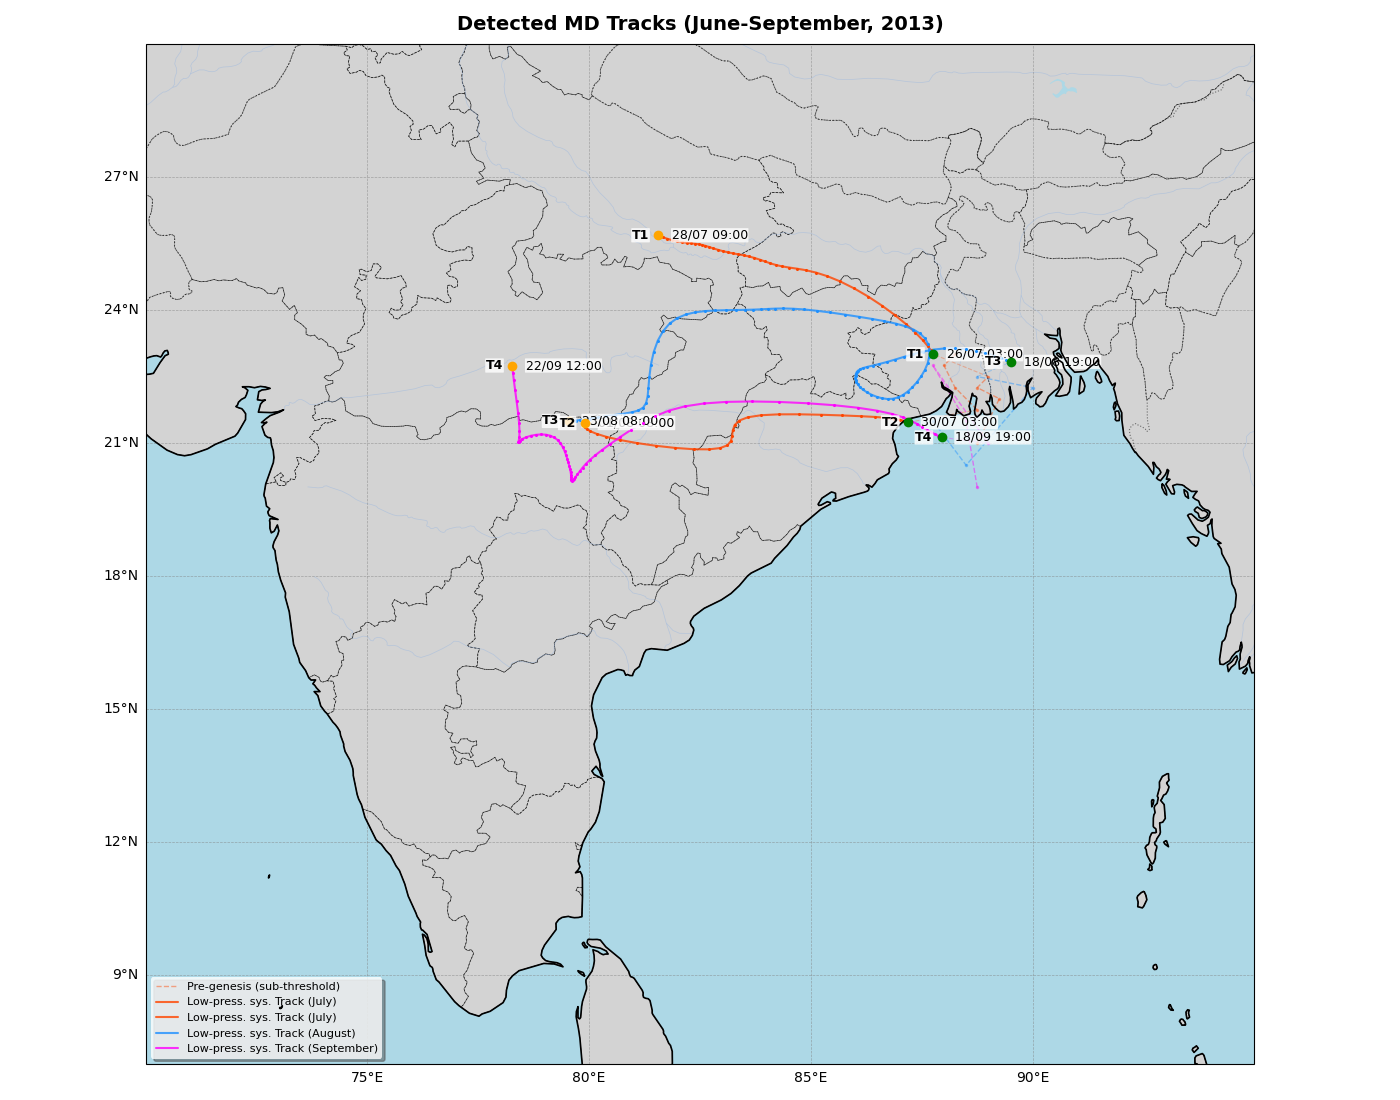 Detected MD Tracks (June-September, 2013)
27°N
24°N
21°N
18°N
15°N
12°N
9°N
T1 28/07 09:00
T1 26/07 03:00
T3 18/08 19:00
T4 22/09 12:00
T3 23/08 08:00
T2
T2 30/07 03:00
T4 18/09 19:00
Pre-genesis (sub-threshold)
Low-press. sys. Track (July)
Low-press. sys. Track (July)
Low-press. sys. Track (August)
Low-press. sys. Track (September)
75°E
80°E
85°E
90°E